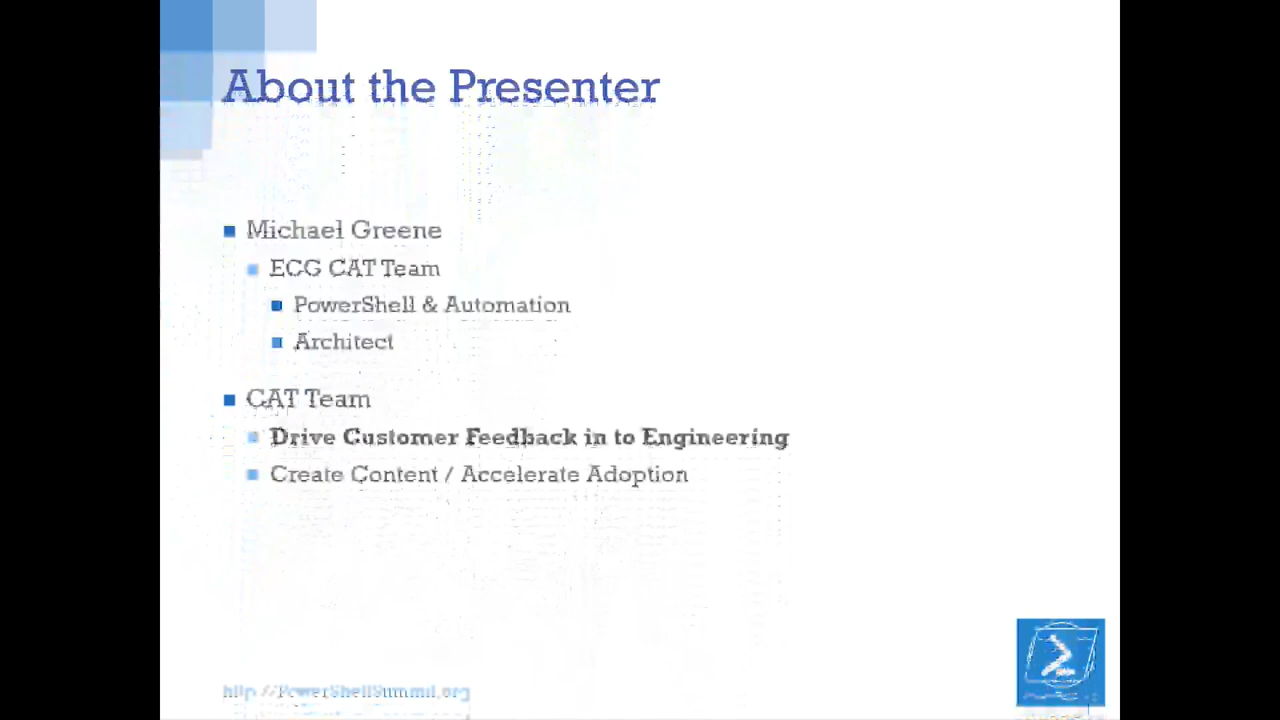 About the Presenter
Michael Greene
ECG CAT Team
PowerShell & Automation
Architect
CAT Team
Drive Customer Feedback in to Engineering
Create Content / Accelerate Adoption
http://PowerShellSummit.org